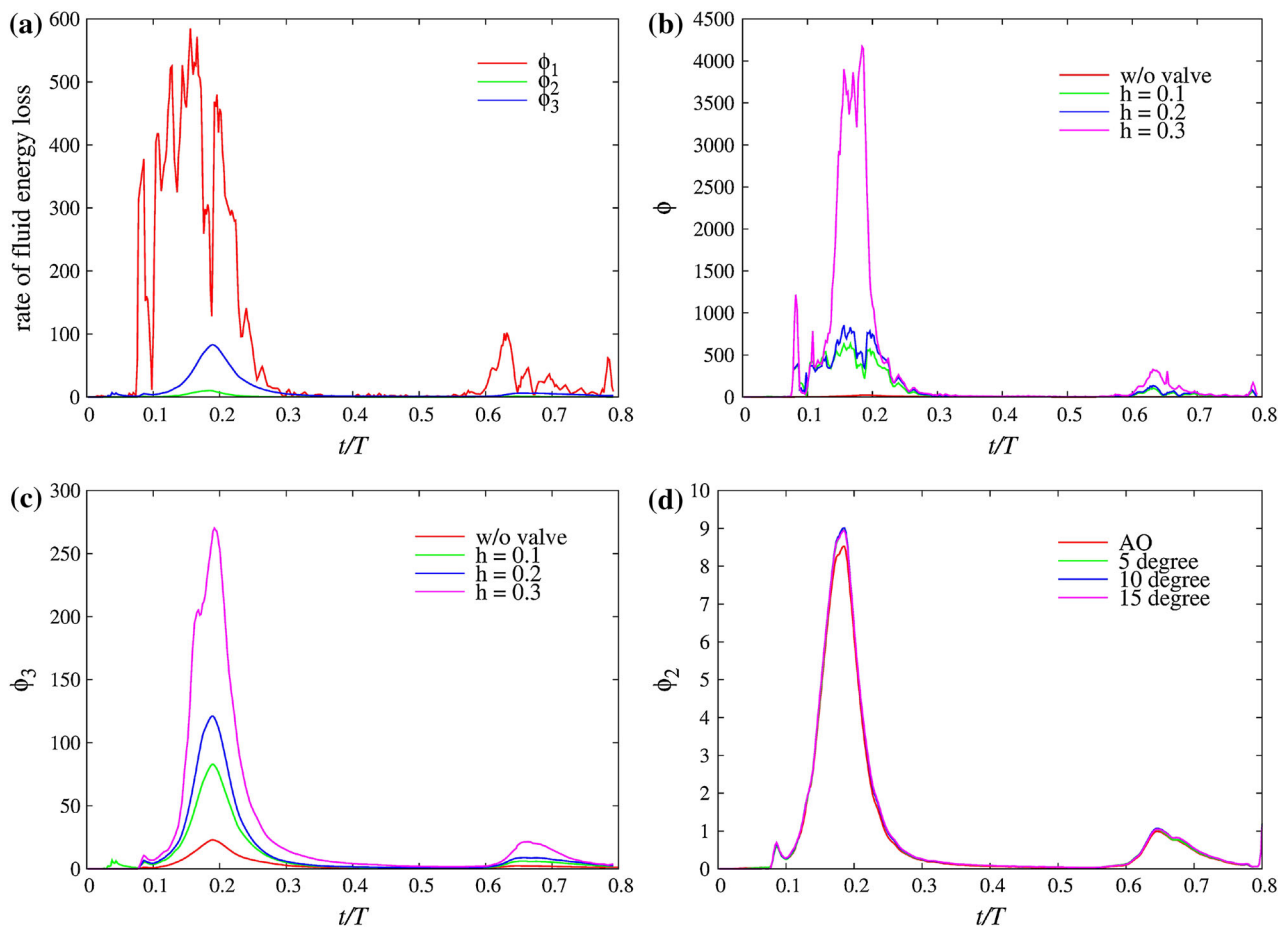 (a)
rate of fluid energy loss
600
500
400
300
200
100
0
ϕ1
ϕ2
ϕ3
0 0.1 0.2 0.3 0.4 0.5 0.6 0.7 0.8
t/T
(b)
ϕ
4500
4000
3500
3000
2500
2000
1500
1000
500
0
w/o valve
h = 0.1
h = 0.2
h = 0.3
0 0.1 0.2 0.3 0.4 0.5 0.6 0.7 0.8
t/T
(c)
ϕ3
300
250
200
150
100
50
0
w/o valve
h = 0.1
h = 0.2
h = 0.3
0 0.1 0.2 0.3 0.4 0.5 0.6 0.7 0.8
t/T
(d)
ϕ2
10
9
8
7
6
5
4
3
2
1
0
AO
5 degree
10 degree
15 degree
0 0.1 0.2 0.3 0.4 0.5 0.6 0.7 0.8
t/T